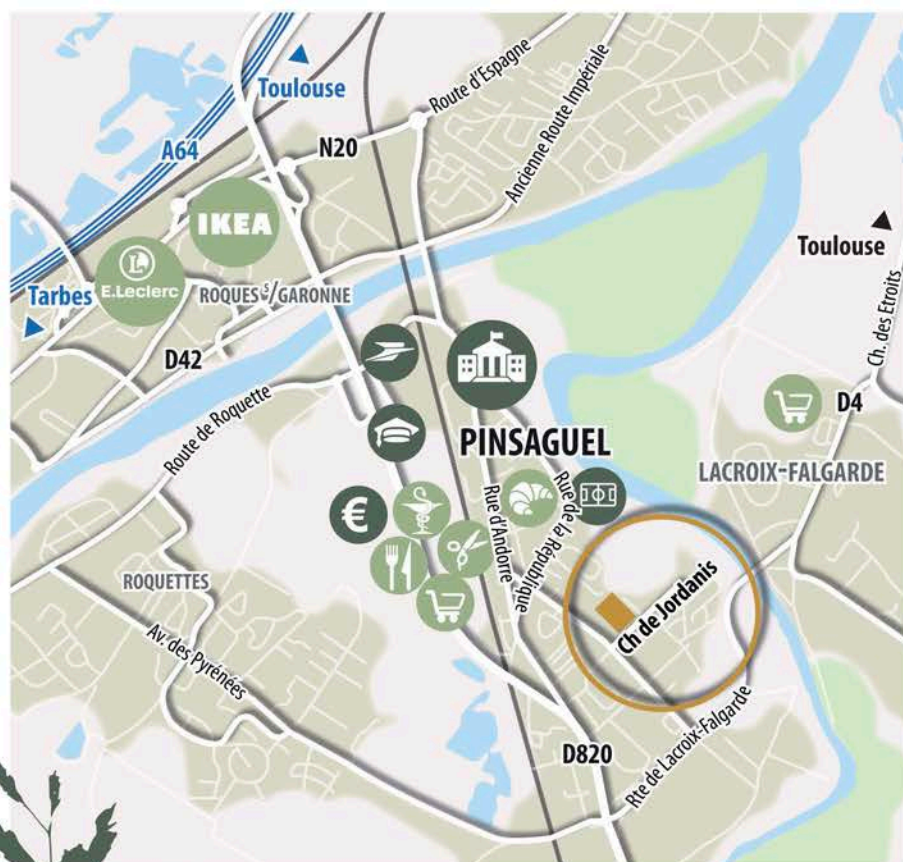 Toulouse
Route d'Espagne
Ancienne Route Impériale
A64
N20
IKEA
L
E.Leclerc
ROQUES S/GARONNE
Tarbes
Toulouse
Ch. des Etroits
D42
D4
Route de Roquette
PINSAGUEL
LACROIX-FALGARDE
€
Rue d'Andorre
Rue de la République
ROQUETTES
Ch de Jordanis
Av. des Pyrénées
D820
Rte de Lacroix-Falgarde